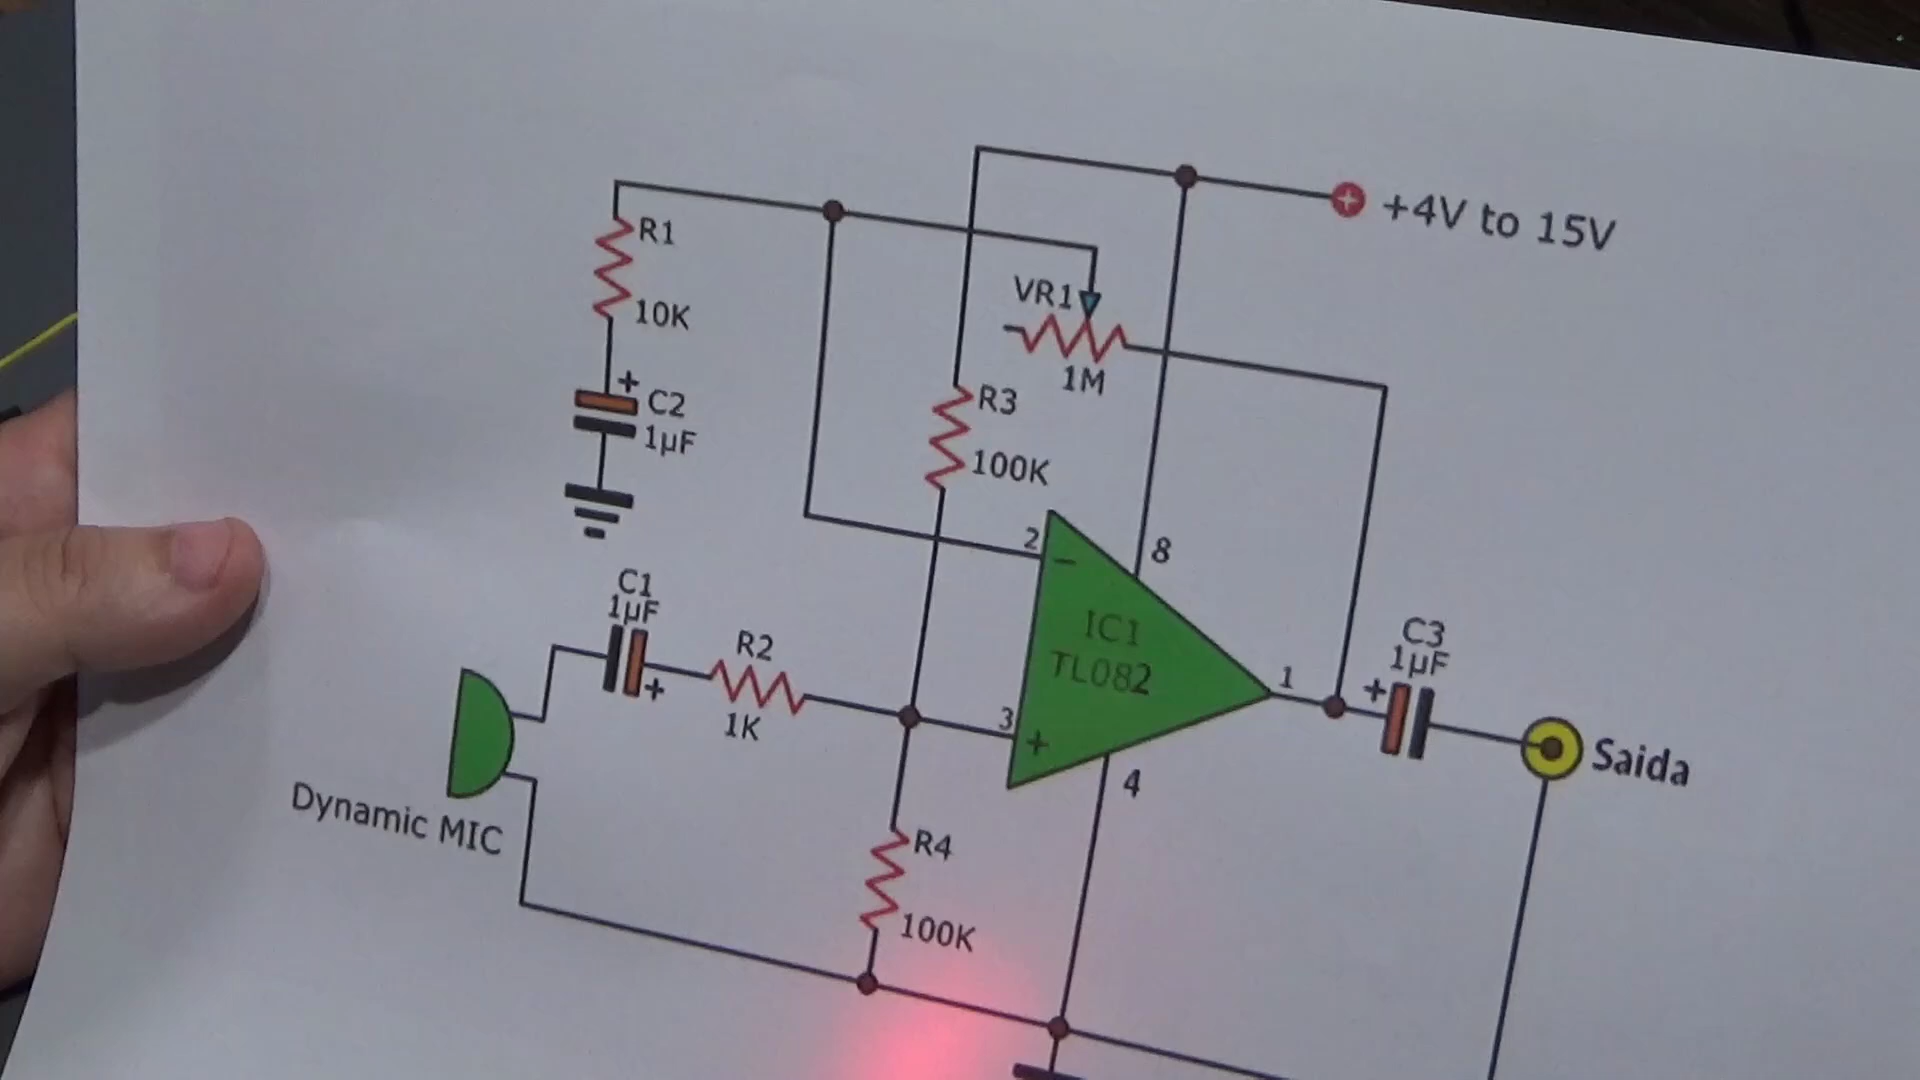 +4V to 15V
R1
10K
VR1
1M
+
C2
1µF
R3
100K
2
−
8
C1
1µF
+
R2
1K
IC1
TL082
3
+
1
C3
1µF
+
4
Saida
Dynamic MIC
R4
100K